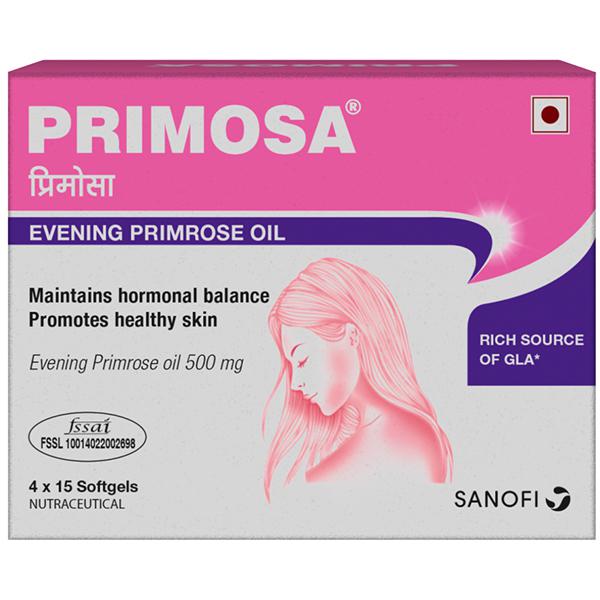 PRIMOSA
PRIMOSA®
प्रिमोसा
EVENING PRIMROSE OIL
Maintains hormonal balance
Promotes healthy skin
Evening Primrose oil 500 mg
RICH SOURCE
OF GLA*
fssai
FSSL 10014022002698
4 x 15 Softgels
NUTRACEUTICAL
SANOFI